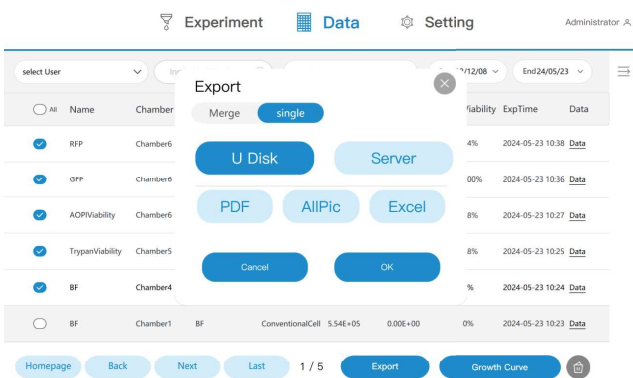 Experiment Data Setting Administrator
select User End24/05/23
Export
Merge single
All Name Chamber Viability ExpTime Data
U Disk Server
RFP Chamber6 4% 2024-05-23 10:38 Data
GFP Chamber6 00% 2024-05-23 10:36 Data
PDF AllPic Excel
AOPIViability Chamber6 8% 2024-05-23 10:27 Data
TrypanViability Chamber5 8% 2024-05-23 10:25 Data
Cancel OK
BF Chamber4 % 2024-05-23 10:24 Data
BF Chamber1 BF ConventionalCell 5.54E+05 0.00E+00 0% 2024-05-23 10:23 Data
Homepage Back Next Last 1 / 5 Export Growth Curve